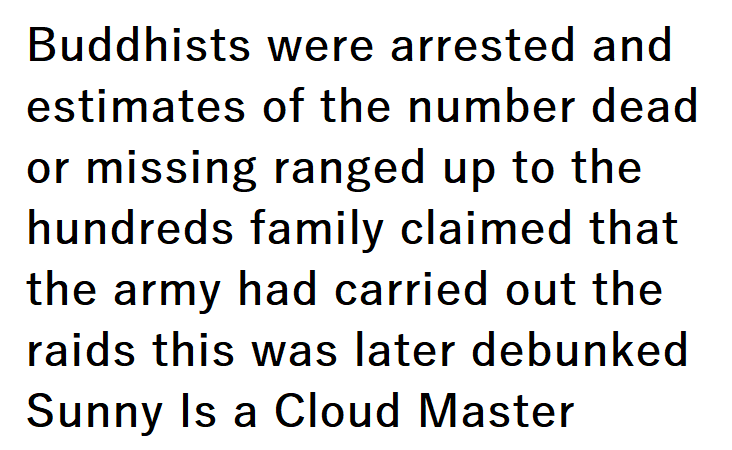 Buddhists were arrested and
estimates of the number dead
or missing ranged up to the
hundreds family claimed that
the army had carried out the
raids this was later debunked
Sunny Is a Cloud Master